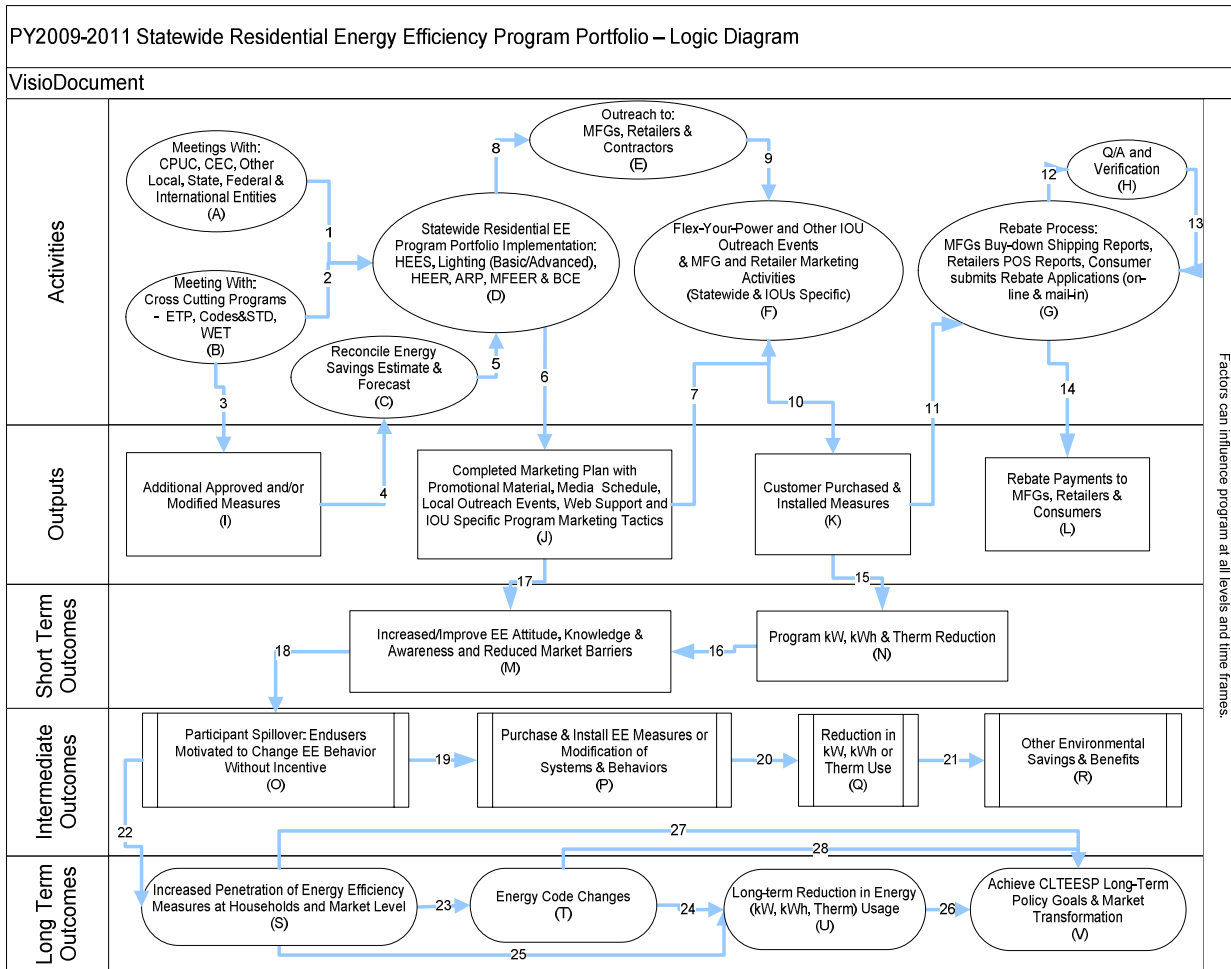 PY2009-2011 Statewide Residential Energy Efficiency Program Portfolio – Logic Diagram
VisioDocument
Activities
Meetings With:
CPUC, CEC, Other
Local, State, Federal &
International Entities
(A)
1
2
Meeting With:
Cross Cutting Programs
- ETP, Codes&STD,
WET
(B)
3
Reconcile Energy
Savings Estimate &
Forecast
(C)
4
5
Statewide Residential EE
Program Portfolio Implementation:
HEES, Lighting (Basic/Advanced),
HEER, ARP, MFEER & BCE
(D)
6
8
Outreach to:
MFGs, Retailers &
Contractors
(E)
9
Flex-Your-Power and Other IOU
Outreach Events
& MFG and Retailer Marketing
Activities
(Statewide & IOUs Specific)
(F)
7
10
11
Rebate Process:
MFGs Buy-down Shipping Reports,
Retailers POS Reports, Consumer
submits Rebate Applications (on-
line & mail-in)
(G)
12
Q/A and
Verification
(H)
13
14
Outputs
Additional Approved and/or
Modified Measures
(I)
Completed Marketing Plan with
Promotional Material, Media Schedule,
Local Outreach Events, Web Support and
IOU Specific Program Marketing Tactics
(J)
Customer Purchased &
Installed Measures
(K)
Rebate Payments to
MFGs, Retailers &
Consumers
(L)
17
15
Short Term
Outcomes
18
Increased/Improve EE Attitude, Knowledge &
Awareness and Reduced Market Barriers
(M)
16
Program kW, kWh & Therm Reduction
(N)
Intermediate
Outcomes
Participant Spillover: Endusers
Motivated to Change EE Behavior
Without Incentive
(O)
19
Purchase & Install EE Measures or
Modification of
Systems & Behaviors
(P)
20
Reduction in
kW, kWh or
Therm Use
(Q)
21
Other Environmental
Savings & Benefits
(R)
22
27
28
Long Term
Outcomes
Increased Penetration of Energy Efficiency
Measures at Households and Market Level
(S)
23
Energy Code Changes
(T)
24
Long-term Reduction in Energy
(kW, kWh, Therm) Usage
(U)
26
Achieve CLTEESP Long-Term
Policy Goals & Market
Transformation
(V)
25
Factors can influence program at all levels and time frames.